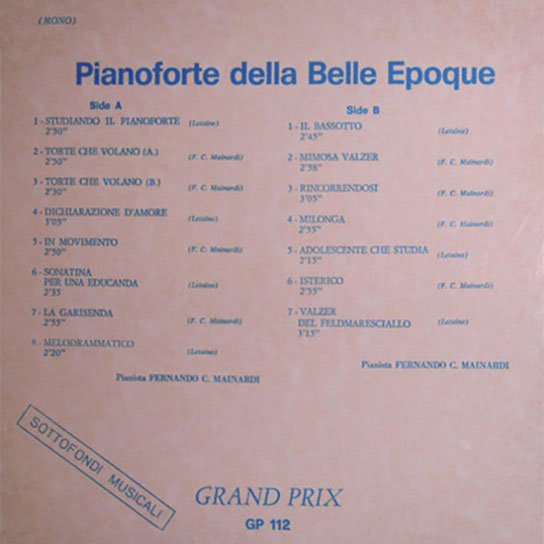 (MONO)
Pianoforte della Belle Epoque
Side A
1 - STUDIANDO IL PIANOFORTE (Letaine)
2'50"
2 - TORTE CHE VOLANO (A.) (F. C. Mainardi)
2'50"
3 - TORTE CHE VOLANO (B.) (F. C. Mainardi)
2'30"
4 - DICHIARAZIONE D'AMORE (Letaine)
3'05"
5 - IN MOVIMENTO (F. C. Mainardi)
2'50"
6 - SONATINA
PER UNA EDUCANDA (Letaine)
2'35
7 - LA GARISENDA (F. C. Mainardi)
2'55"
8 - MELODRAMMATICO (Letaine)
2'20"
Pianista FERNANDO C. MAINARDI
Side B
1 - IL BASSOTTO (Letaine)
2'45"
2 - MIMOSA VALZER (F. C. Mainardi)
2'58"
3 - RINCORRENDOSI (F. C. Mainardi)
3'05"
4 - MILONGA (F. C. Mainardi)
2'55"
5 - ADOLESCENTE CHE STUDIA (Letaine)
2'15"
6 - ISTERICO (F. C. Mainardi)
2'55"
7 - VALZER
DEL FELDMARESCIALLO (Letaine)
3'15"
Pianista FERNANDO C. MAINARDI
SOTTOFONDI MUSICALI
GRAND PRIX
GP 112